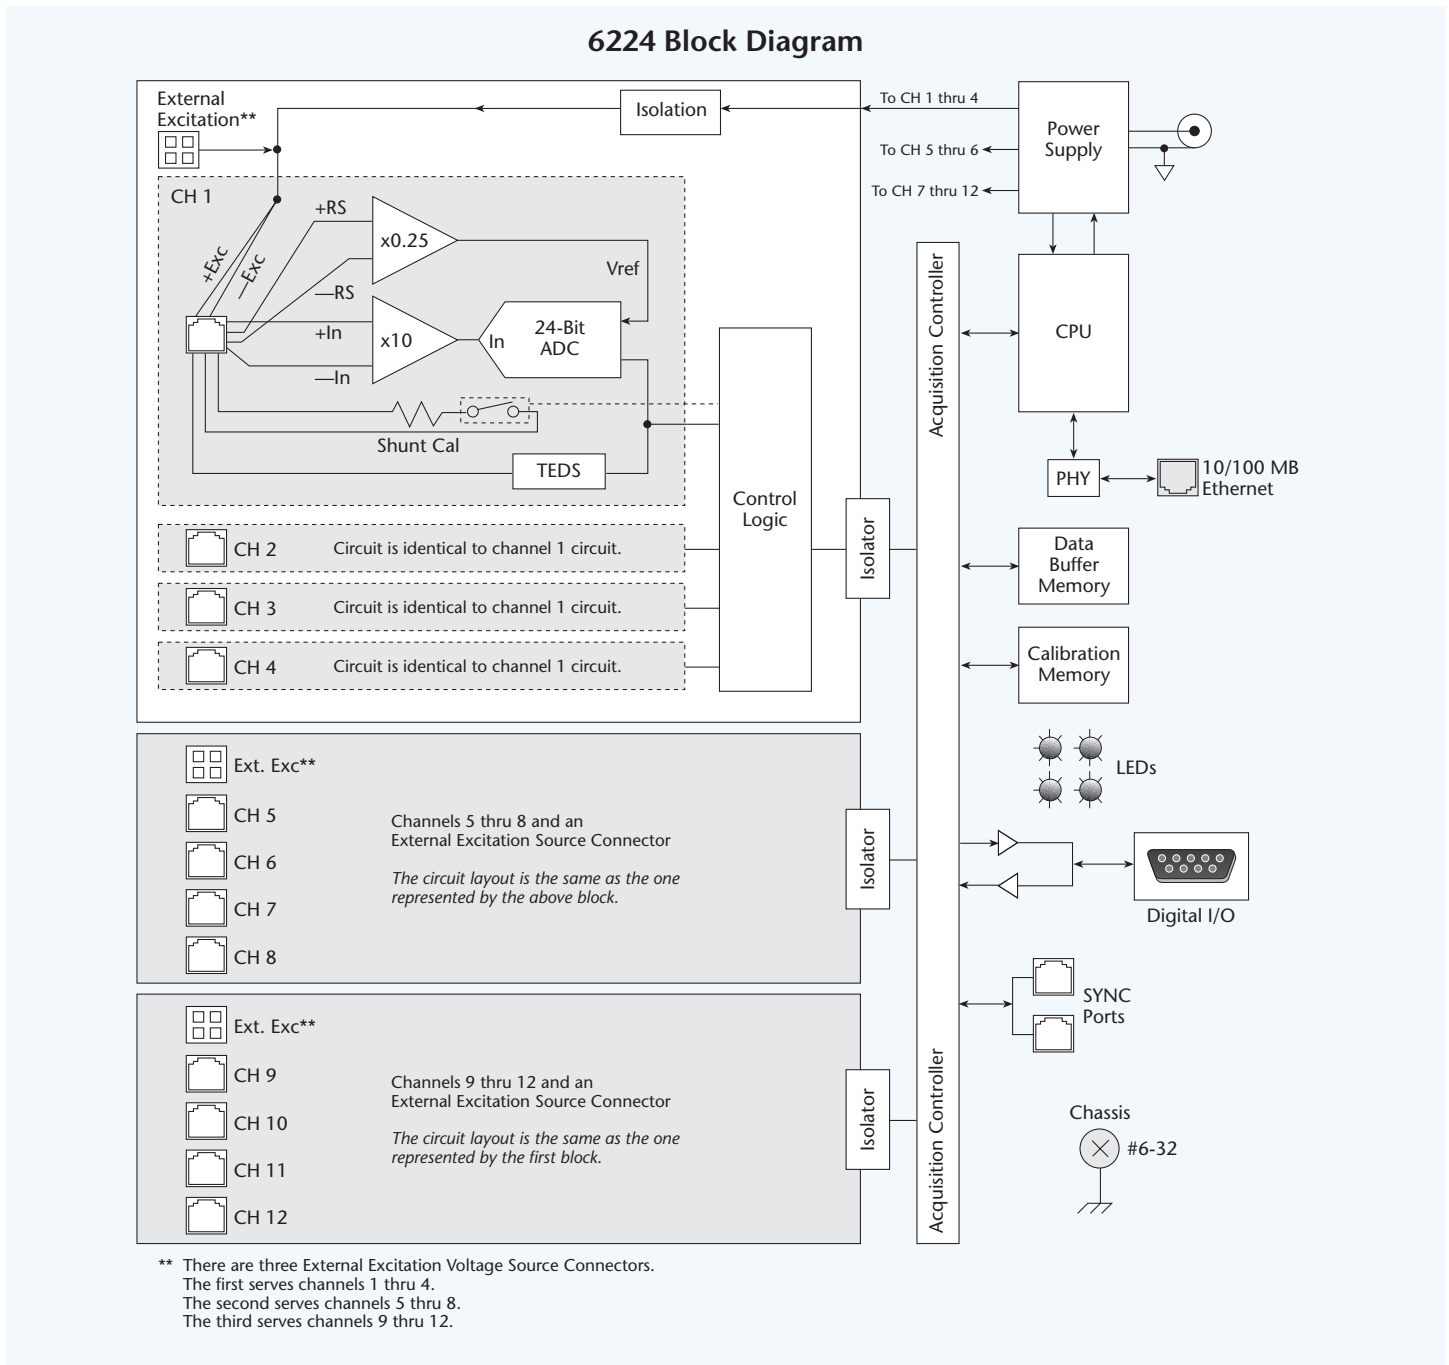 6224 Block Diagram
External
Excitation**
Isolation
To CH 1 thru 4
To CH 5 thru 6
To CH 7 thru 12
Power
Supply
CH 1
+Exc
—Exc
+RS
x0.25
—RS
Vref
+In
x10
—In
In
24-Bit
ADC
Shunt Cal
TEDS
Control
Logic
Isolator
Acquisition Controller
CPU
PHY
10/100 MB
Ethernet
CH 2
Circuit is identical to channel 1 circuit.
CH 3
Circuit is identical to channel 1 circuit.
CH 4
Circuit is identical to channel 1 circuit.
Data
Buffer
Memory
Calibration
Memory
LEDs
Ext. Exc**
CH 5
CH 6
CH 7
CH 8
Channels 5 thru 8 and an
External Excitation Source Connector
The circuit layout is the same as the one
represented by the above block.
Isolator
Digital I/O
SYNC
Ports
Ext. Exc**
CH 9
CH 10
CH 11
CH 12
Channels 9 thru 12 and an
External Excitation Source Connector
The circuit layout is the same as the one
represented by the first block.
Isolator
Acquisition Controller
Chassis
#6-32
** There are three External Excitation Voltage Source Connectors.
The first serves channels 1 thru 4.
The second serves channels 5 thru 8.
The third serves channels 9 thru 12.